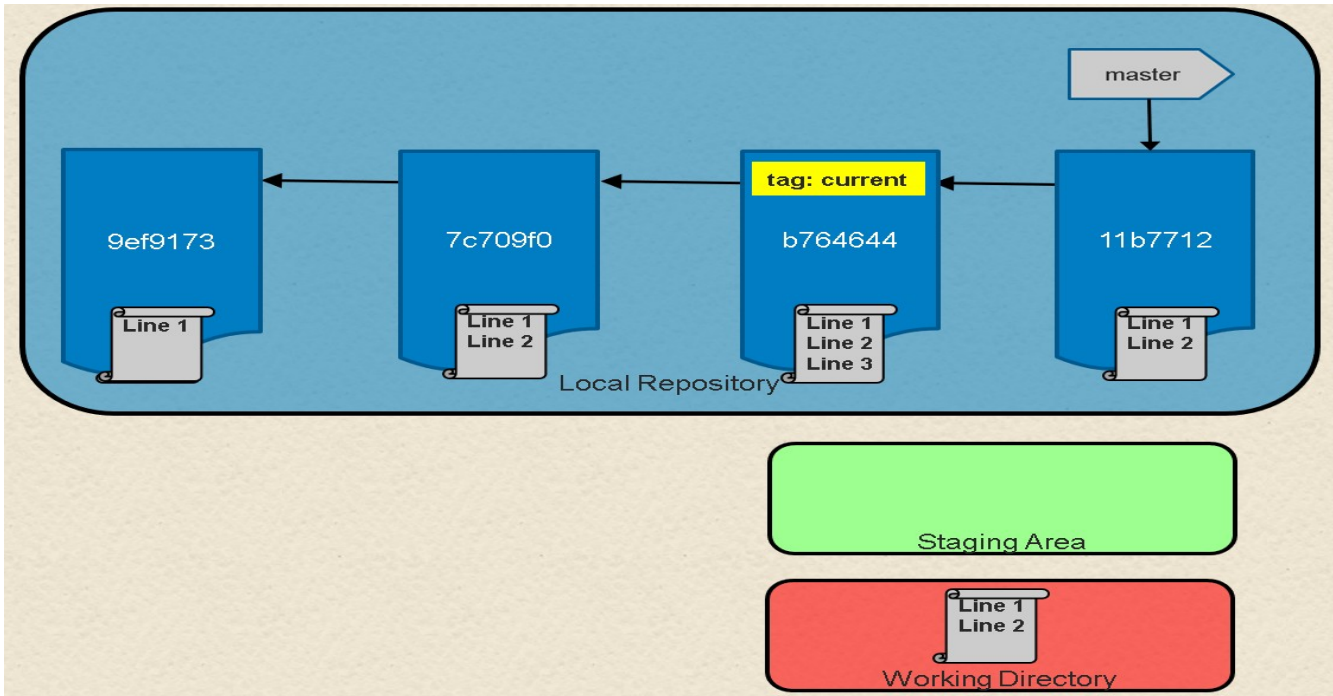 master
tag: current
9ef9173
7c709f0
b764644
11b7712
Line 1
Line 1
Line 2
Line 1
Line 2
Line 3
Line 1
Line 2
Local Repository
Staging Area
Line 1
Line 2
Working Directory